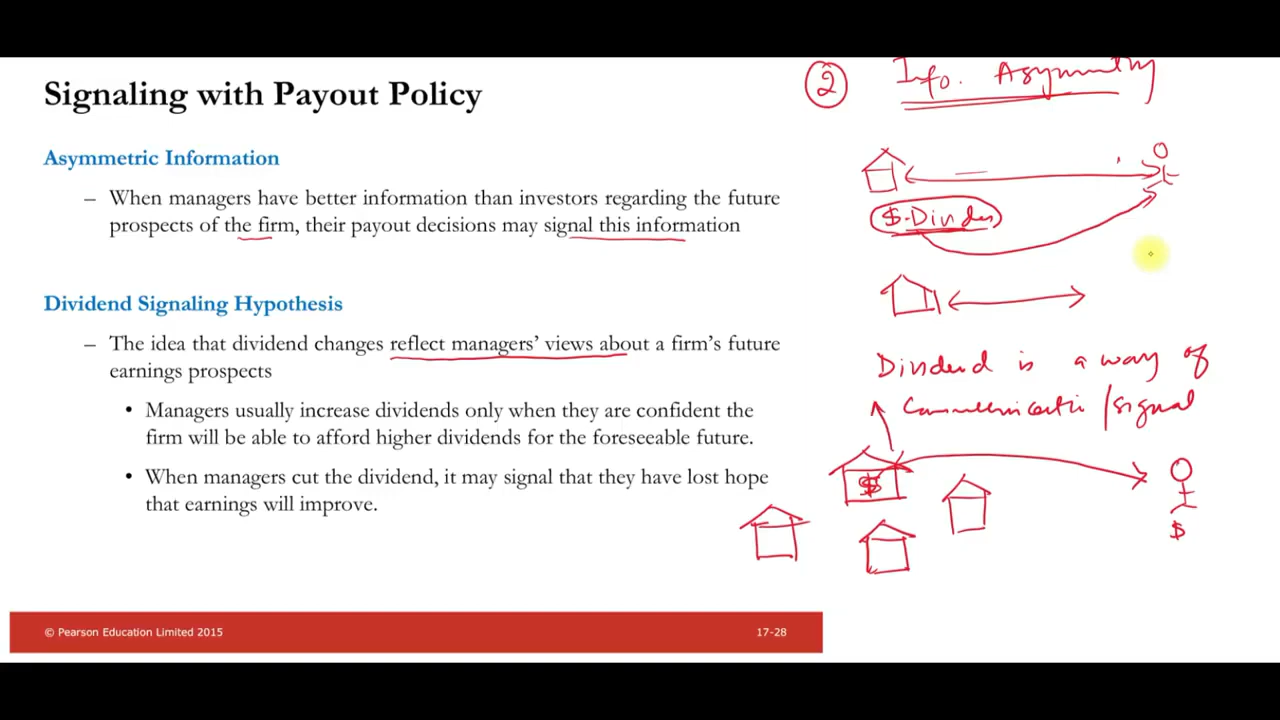 Signaling with Payout Policy
Asymmetric Information
– When managers have better information than investors regarding the future
prospects of the firm, their payout decisions may signal this information
Dividend Signaling Hypothesis
– The idea that dividend changes reflect managers’ views about a firm’s future
earnings prospects
• Managers usually increase dividends only when they are confident the
firm will be able to afford higher dividends for the foreseeable future.
• When managers cut the dividend, it may signal that they have lost hope
that earnings will improve.
© Pearson Education Limited 2015
17-28
2 Info. Asymmetry
Dividend is a way of
/signal
$
$